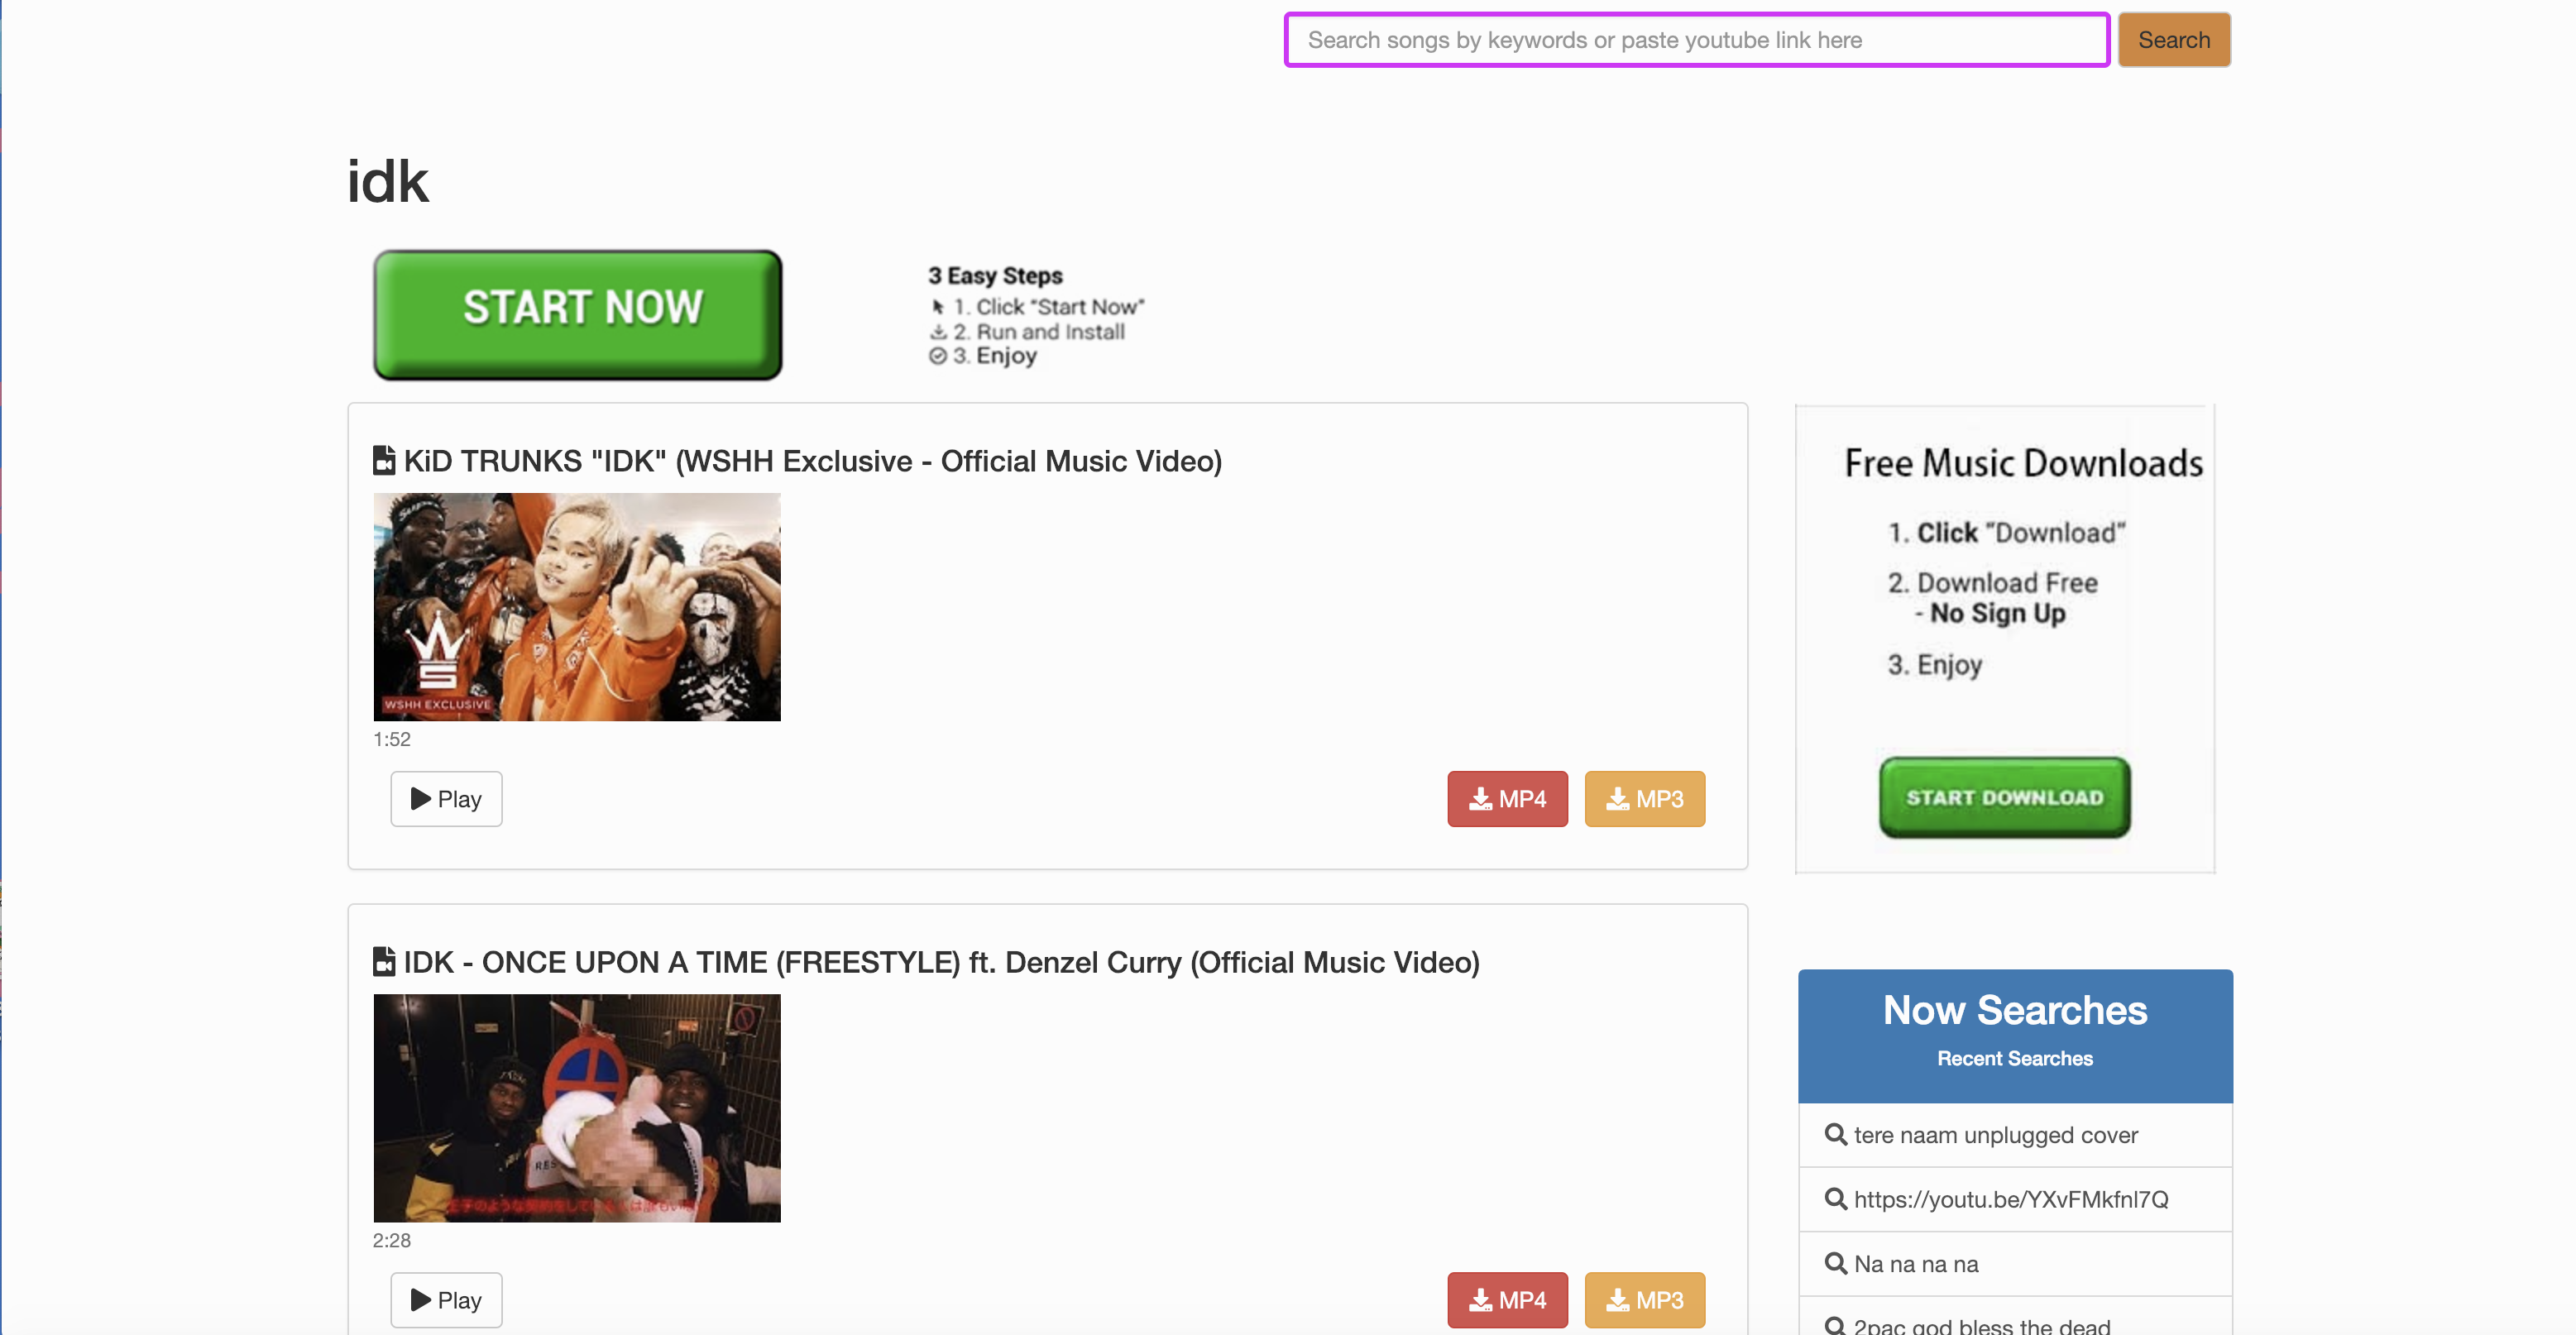 Search songs by keywords or paste youtube link here
Search
idk
START NOW
3 Easy Steps
1. Click "Start Now"
2. Run and Install
3. Enjoy
KiD TRUNKS "IDK" (WSHH Exclusive - Official Music Video)
WSHH EXCLUSIVE
1:52
Play
MP4
MP3
Free Music Downloads
1. Click "Download"
2. Download Free
- No Sign Up
3. Enjoy
START DOWNLOAD
IDK - ONCE UPON A TIME (FREESTYLE) ft. Denzel Curry (Official Music Video)
RES
2:28
Play
MP4
MP3
Now Searches
Recent Searches
tere naam unplugged cover
https://youtu.be/YXvFMkfnl7Q
Na na na na
2pac god bless the dead